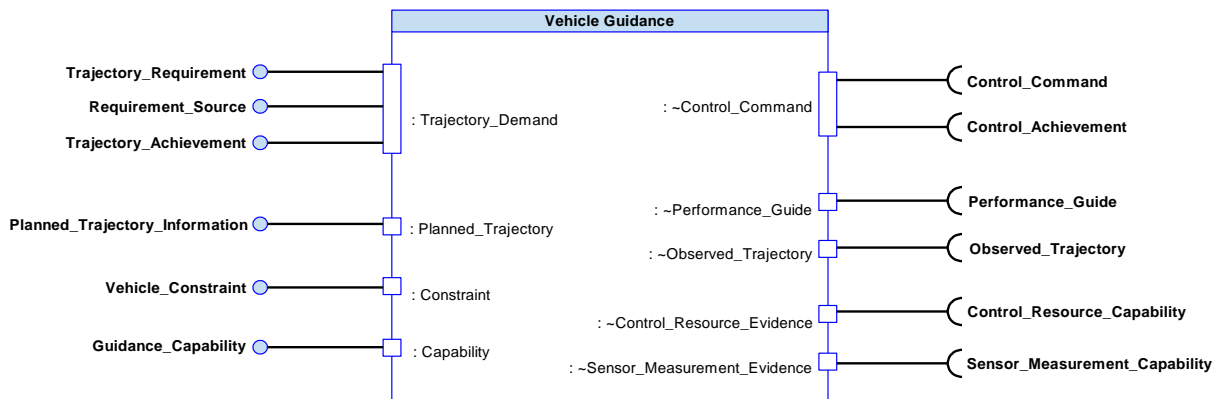 Vehicle Guidance
Trajectory_Requirement
Requirement_Source
Trajectory_Achievement
: Trajectory_Demand
Planned_Trajectory_Information
: Planned_Trajectory
Vehicle_Constraint
: Constraint
Guidance_Capability
: Capability
: ~Control_Command
Control_Command
Control_Achievement
: ~Performance_Guide
Performance_Guide
: ~Observed_Trajectory
Observed_Trajectory
: ~Control_Resource_Evidence
Control_Resource_Capability
: ~Sensor_Measurement_Evidence
Sensor_Measurement_Capability